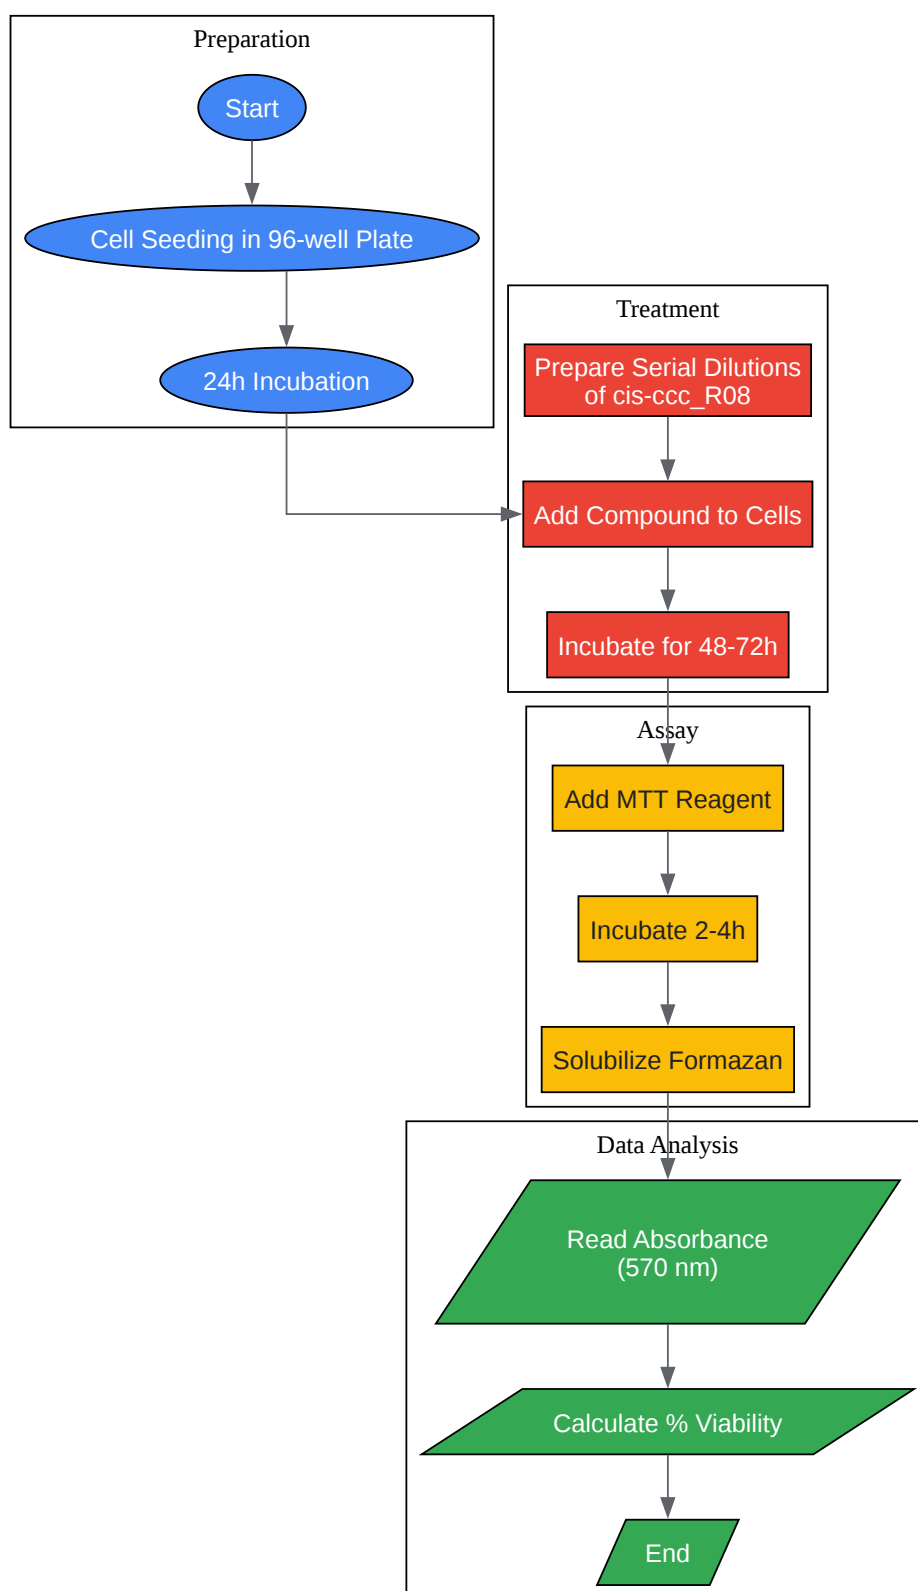 Preparation
Start
Cell Seeding in 96-well Plate
24h Incubation
Treatment
Prepare Serial Dilutions
of cis-ccc_R08
Add Compound to Cells
Incubate for 48-72h
Assay
Add MTT Reagent
Incubate 2-4h
Solubilize Formazan
Data Analysis
Read Absorbance
(570 nm)
Calculate % Viability
End